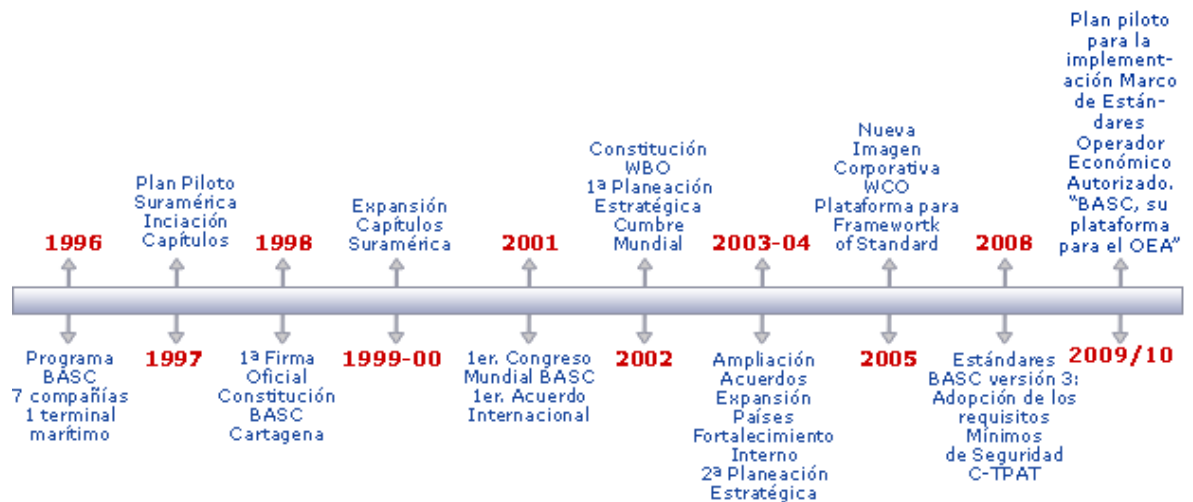 1996
Programa
BASC
7 compañías
1 terminal
marítimo
Plan Piloto
Suramérica
Inciación
Capítulos
1997
1998
1ª Firma
Oficial
Constitución
BASC
Cartagena
Expansión
Capítulos
Suramérica
1999-00
2001
1er. Congreso
Mundial BASC
1er. Acuerdo
Internacional
Constitución
WBO
1ª Planeación
Estratégica
Cumbre
Mundial
2002
2003-04
Ampliación
Acuerdos
Expansión
Países
Fortalecimiento
Interno
2ª Planeación
Estratégica
Nueva
Imagen
Corporativa
WCO
Plataforma para
Framewortk
of Standard
2005
2008
Estándares
BASC versión 3:
Adopción de los
requisitos
Mínimos
de Seguridad
C-TPAT
Plan piloto
para la
implement-
ación Marco
de Están-
dares
Operador
Económico
Autorizado.
“BASC, su
plataforma
para el OEA”
2009/10